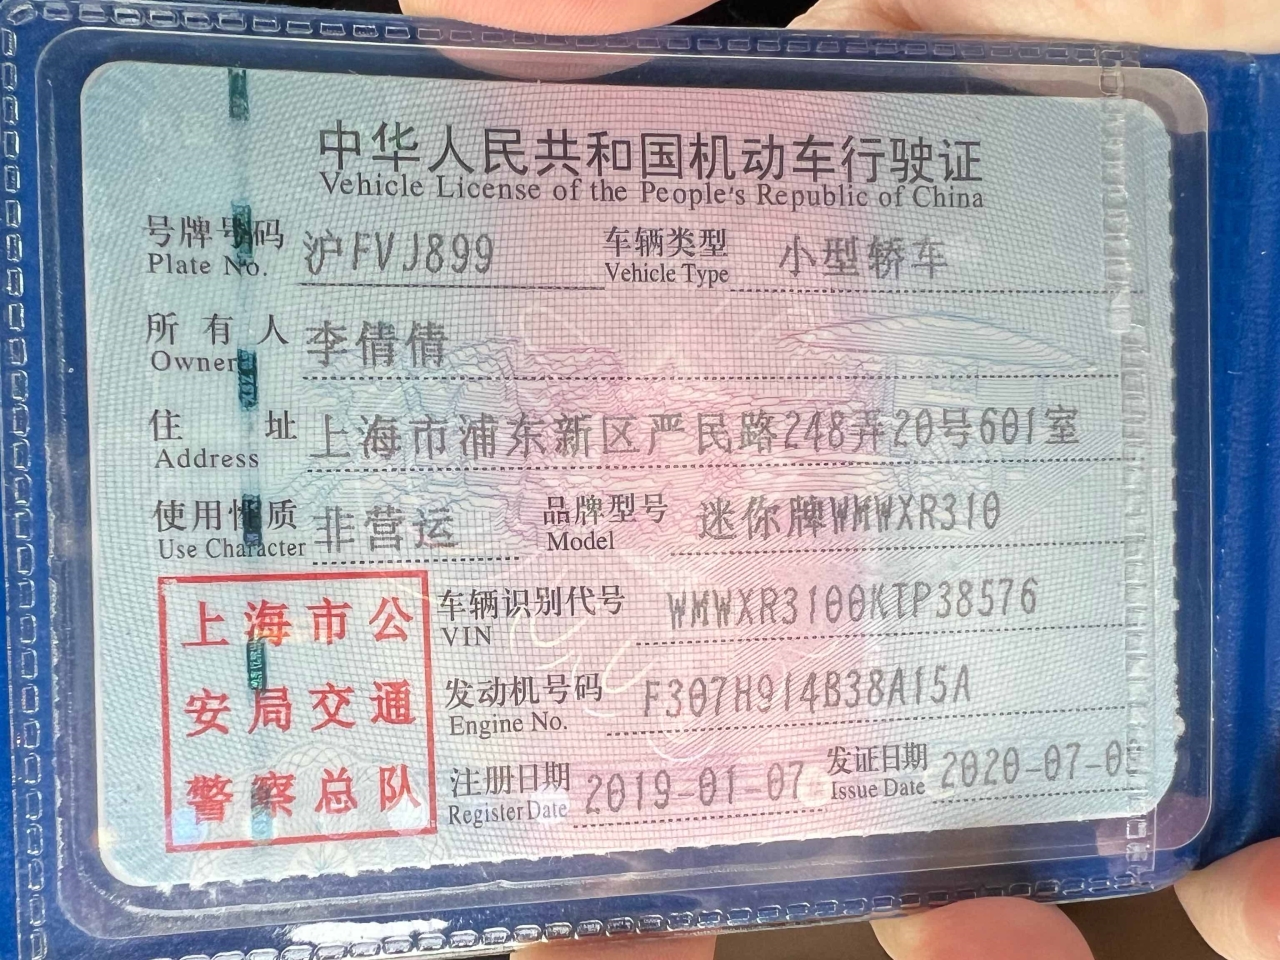 中华人民共和国机动车行驶证
Vehicle License of the People's Republic of China
号牌号码 沪FVJ899 车辆类型 小型轿车
Plate No. Vehicle Type
所有人 李倩倩
Owner
住址 上海市浦东新区严民路248弄20号601室
Address
使用性质 非营运 品牌型号 迷你牌WMWXR310
Use Character Model
上海市公
安局交通
警察总队
车辆识别代号 WMWXR3100KTP38576
VIN
发动机号码 F307H914B38A15A
Engine No.
注册日期 2019-01-07 发证日期 2020-07-0
Register Date Issue Date